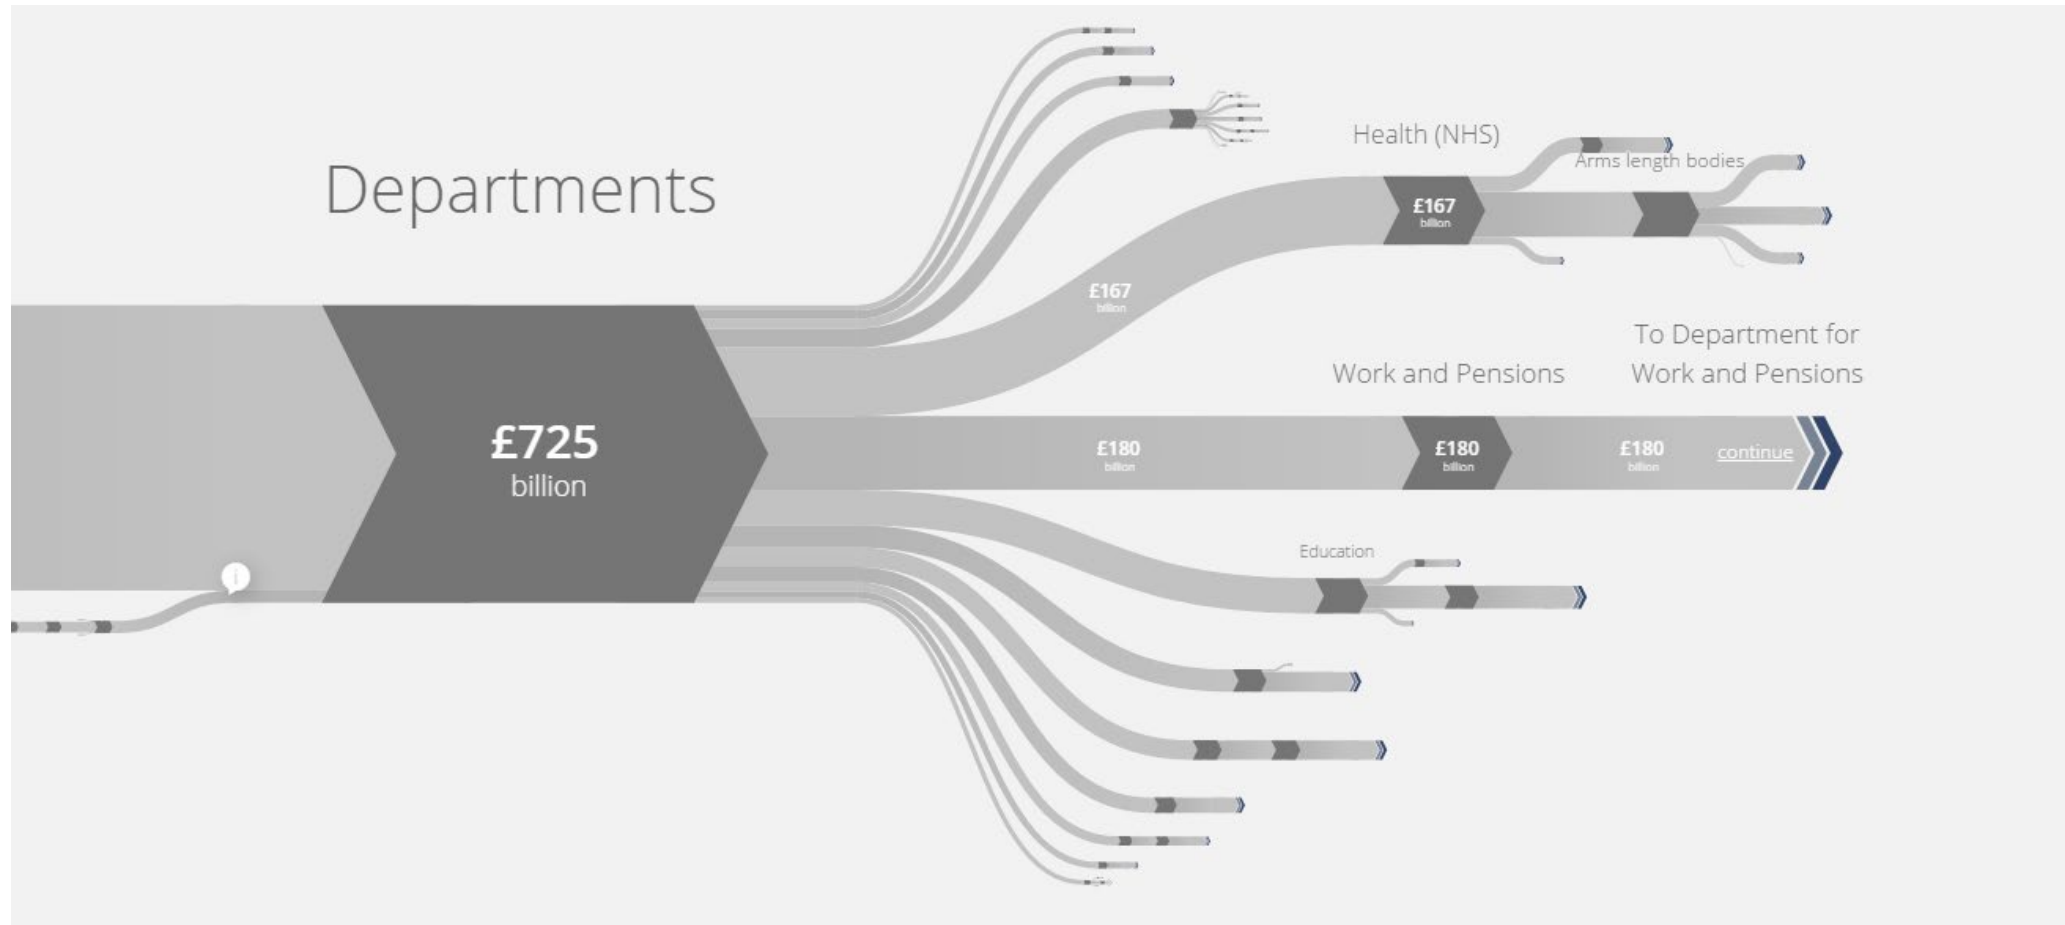 Departments
£725
billion
Health (NHS)
Arms length bodies
£167
billion
£167
billion
To Department for
Work and Pensions
Work and Pensions
£180
billion
£180
billion
£180
billion
continue
Education
i